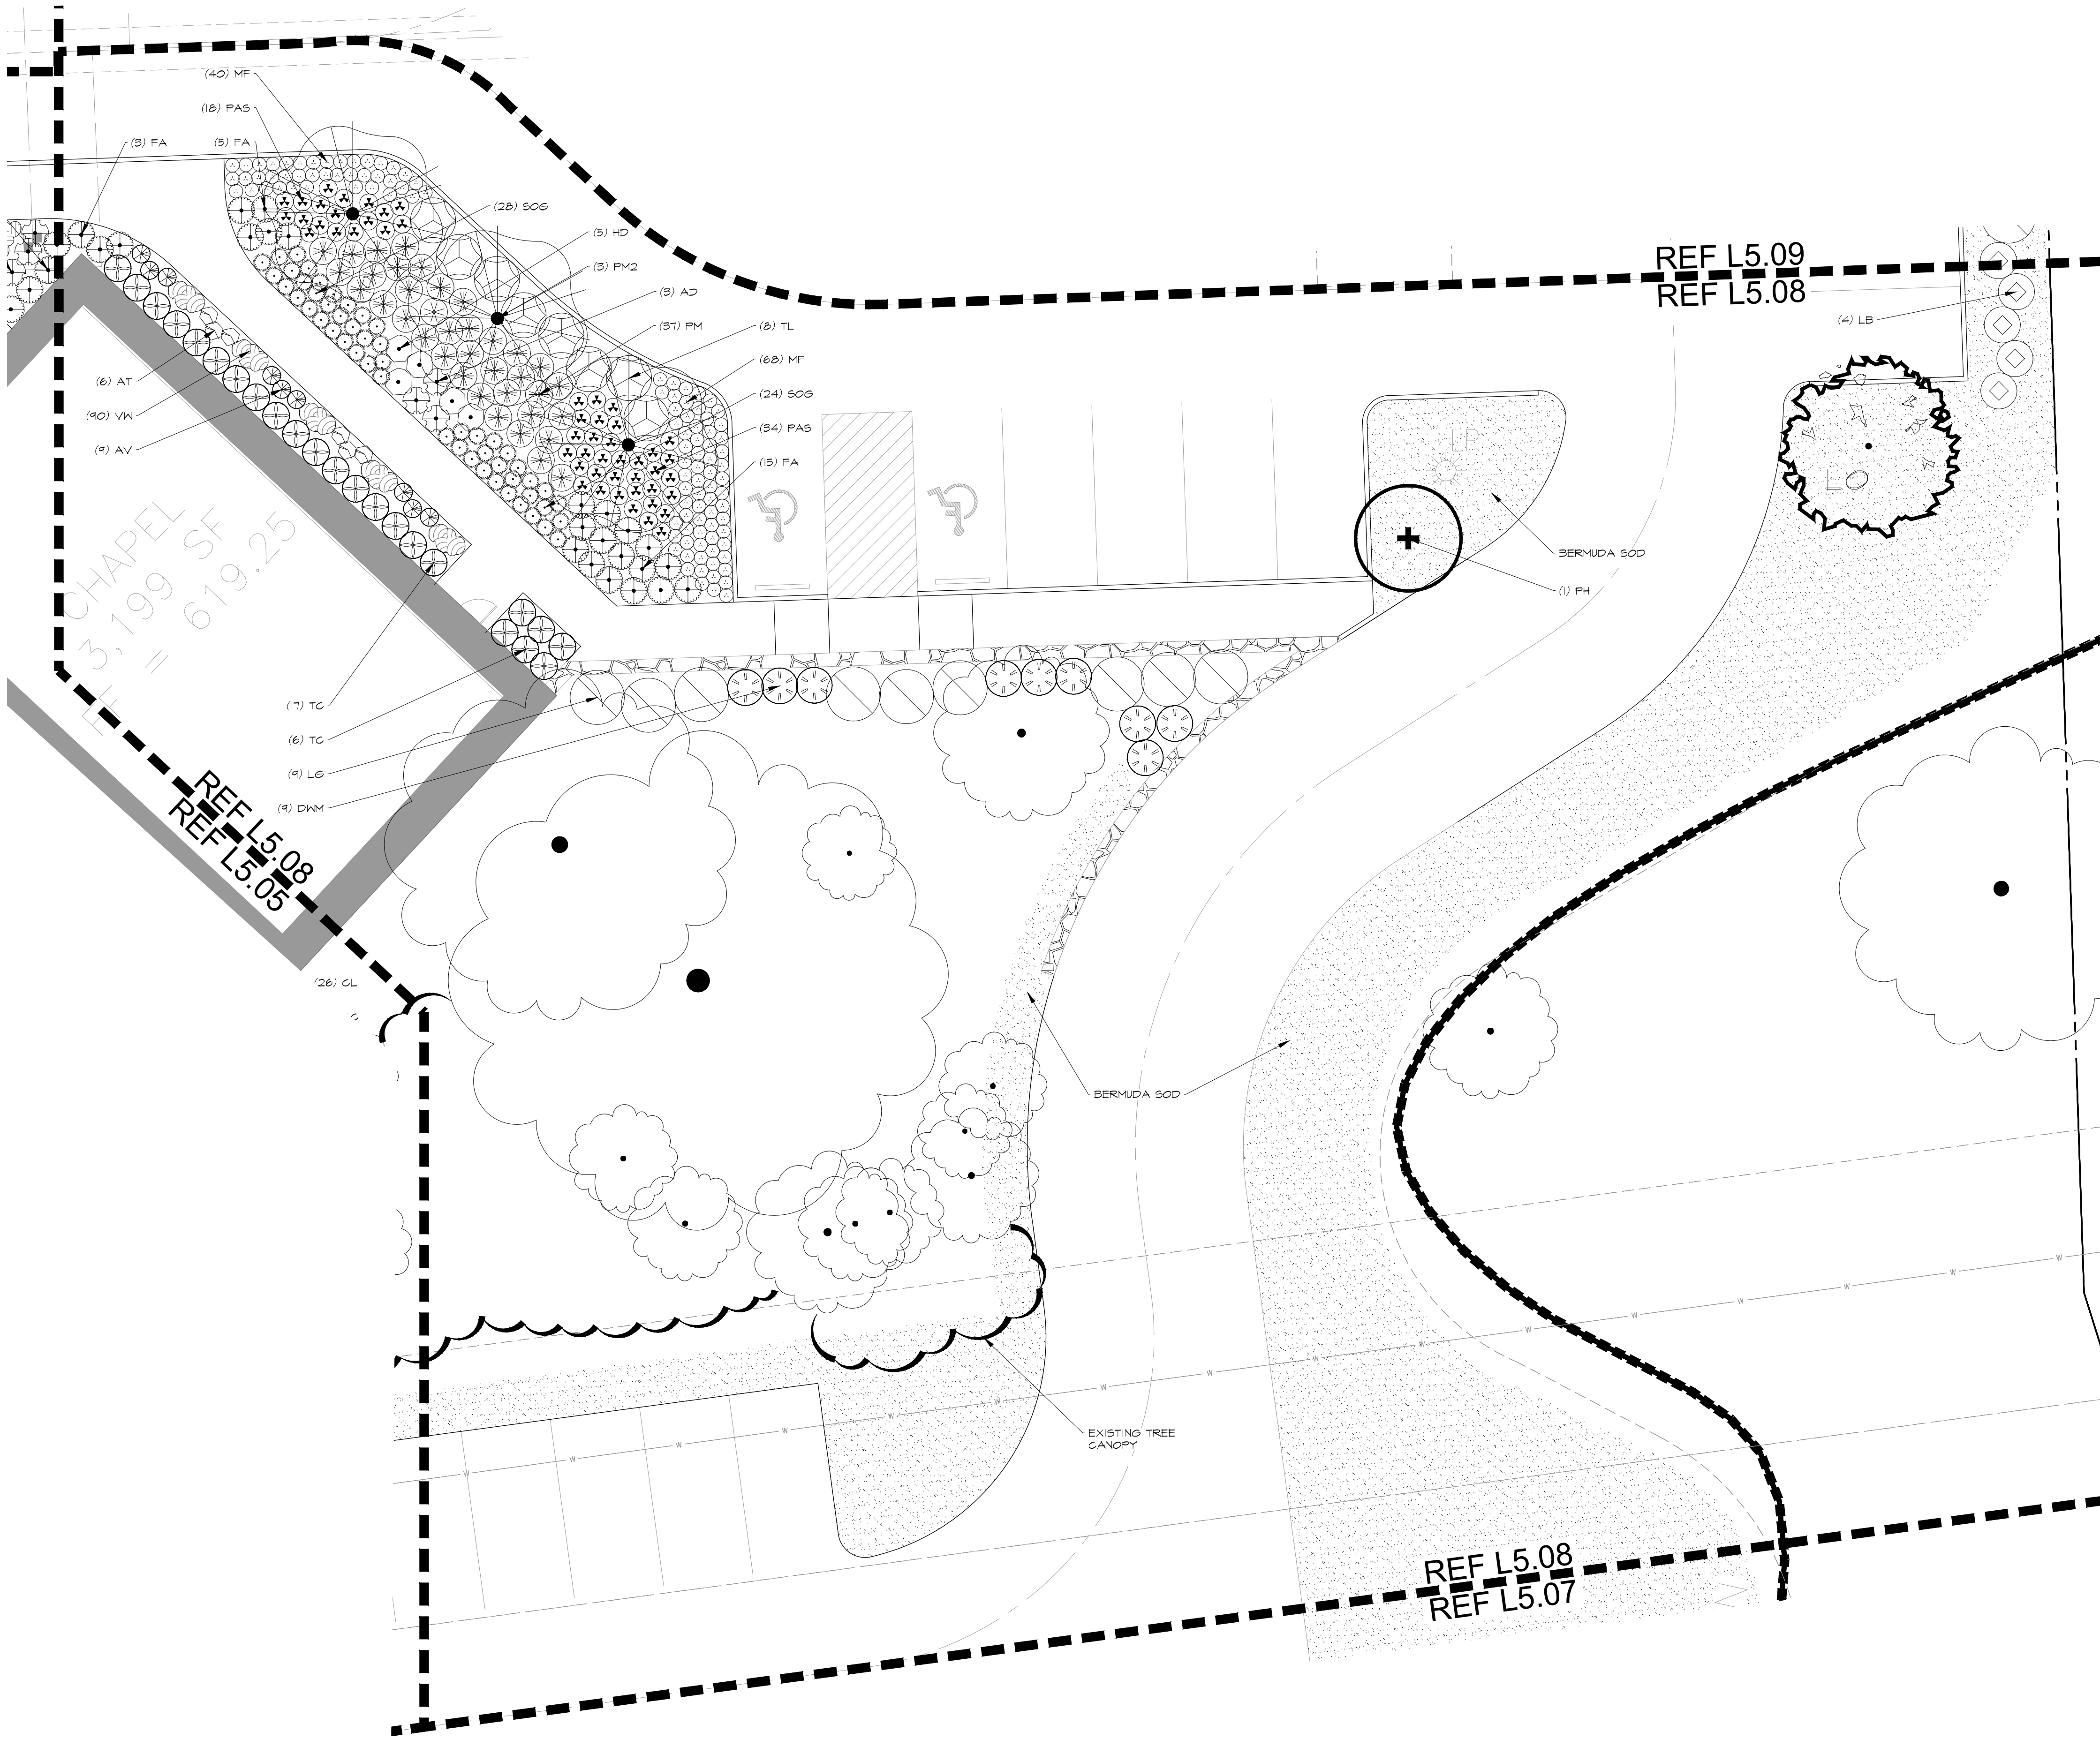 (40) MF
(18) PAS
(3) FA
(5) FA
(28) SOG
(5) HD
(3) PM2
(3) AD
(37) PM
(8) TL
(68) MF
(24) SOG
(34) PAS
(15) FA
REF L5.09
REF L5.08
(4) LB
(6) AT
(90) VW
(9) AV
LP
LO
CHAPEL
3,199 SF
FF = 619.25
BERMUDA SOD
(1) PH
(17) TC
(6) TC
(9) LG
(9) DWM
REF L5.08
REF L5.05
(26) CL
BERMUDA SOD
W W W W W W W W W W W W W W W W
EXISTING TREE
CANOPY
REF L5.08
REF L5.07